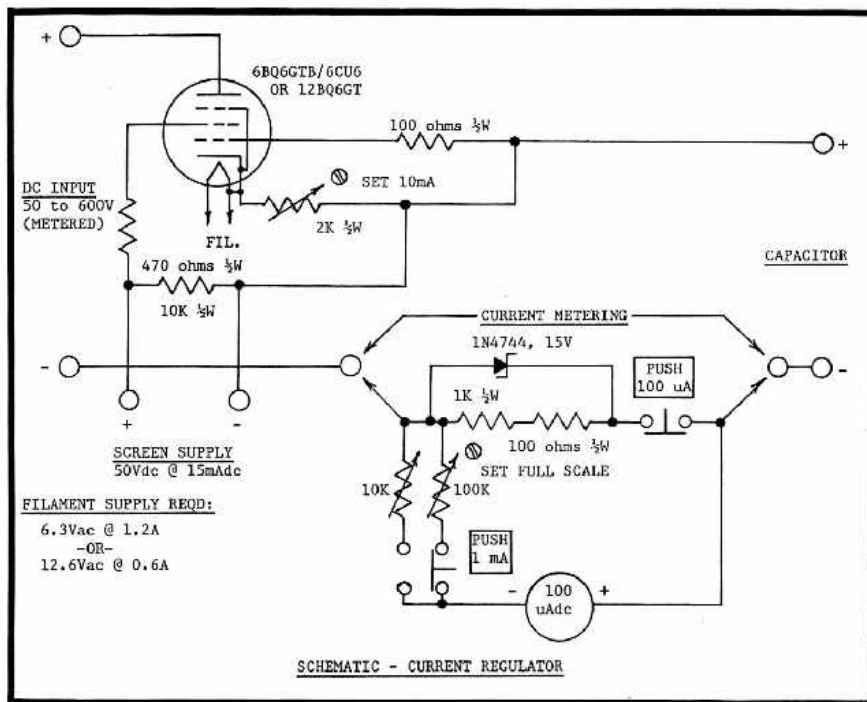 +
6BQ6GTB/6CU6
OR 12BQ6GT
100 ohms ½W
+
DC INPUT
50 to 600V
(METERED)
SET 10mA
2K ½W
FIL.
470 ohms ½W
10K ½W
CAPACITOR
CURRENT METERING
1N4744, 15V
-
-
PUSH
100 uA
1K ½W
+
-
100 ohms ½W
SCREEN SUPPLY
50Vdc @ 15mAdc
SET FULL SCALE
10K
100K
FILAMENT SUPPLY REQD:
6.3Vac @ 1.2A
-OR-
12.6Vac @ 0.6A
PUSH
1 mA
-
100
uAdc
+
SCHEMATIC - CURRENT REGULATOR